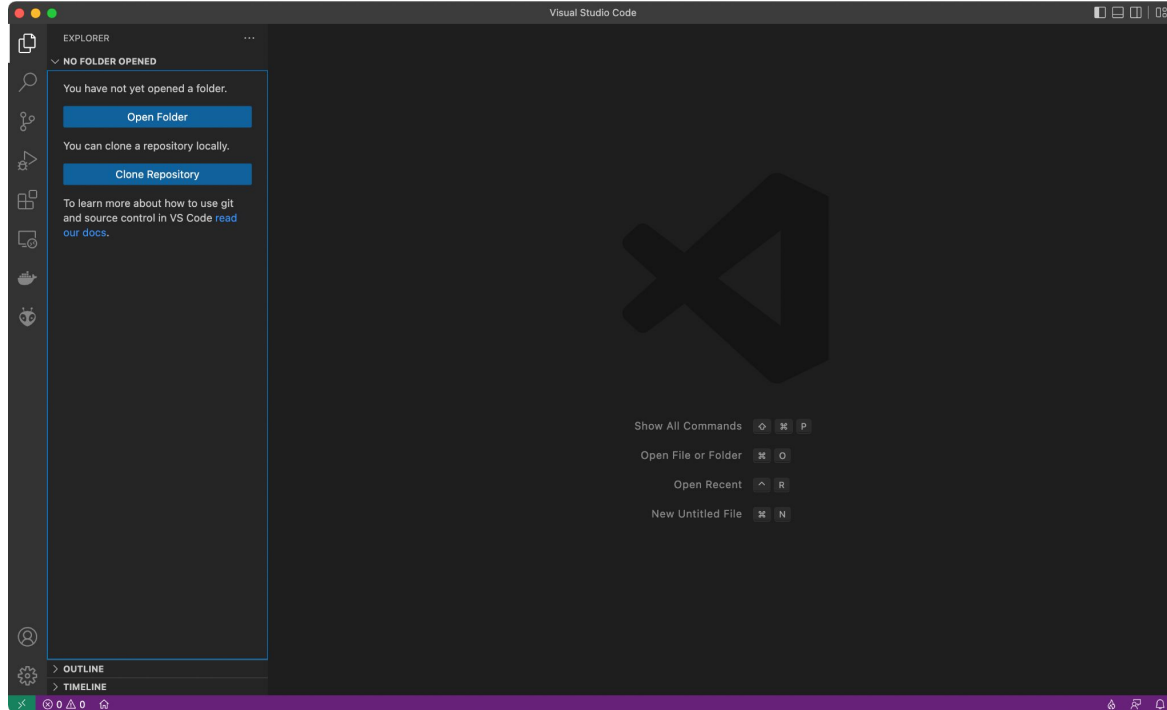 Visual Studio Code
EXPLORER
NO FOLDER OPENED
You have not yet opened a folder.
Open Folder
You can clone a repository locally.
Clone Repository
To learn more about how to use git
and source control in VS Code read
our docs.
Show All Commands ⇧ ⌘ P
Open File or Folder ⌘ O
Open Recent ^ R
New Untitled File ⌘ N
OUTLINE
TIMELINE
0 0